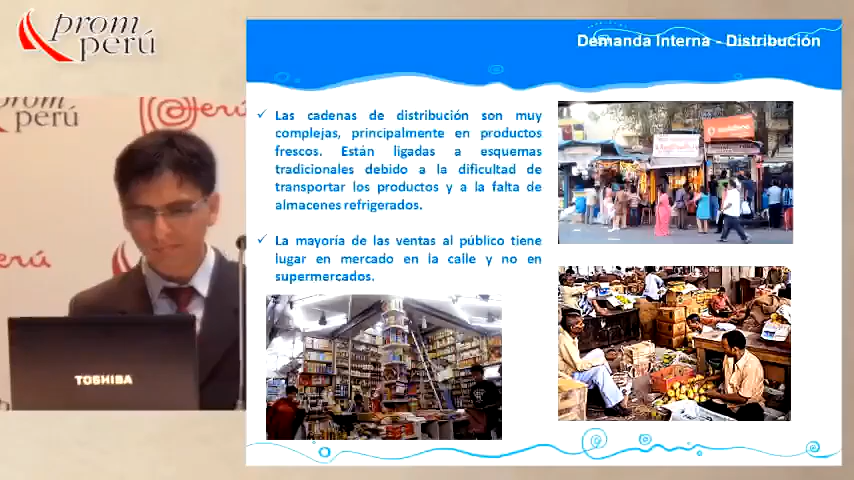 prom
perú
prom
perú
erú
erú
TOSHIBA
Demanda Interna - Distribución
✓ Las cadenas de distribución son muy
complejas, principalmente en productos
frescos. Están ligadas a esquemas
tradicionales debido a la dificultad de
transportar los productos y a la falta de
almacenes refrigerados.
✓ La mayoría de las ventas al público tiene
lugar en mercado en la calle y no en
supermercados.
vodafone